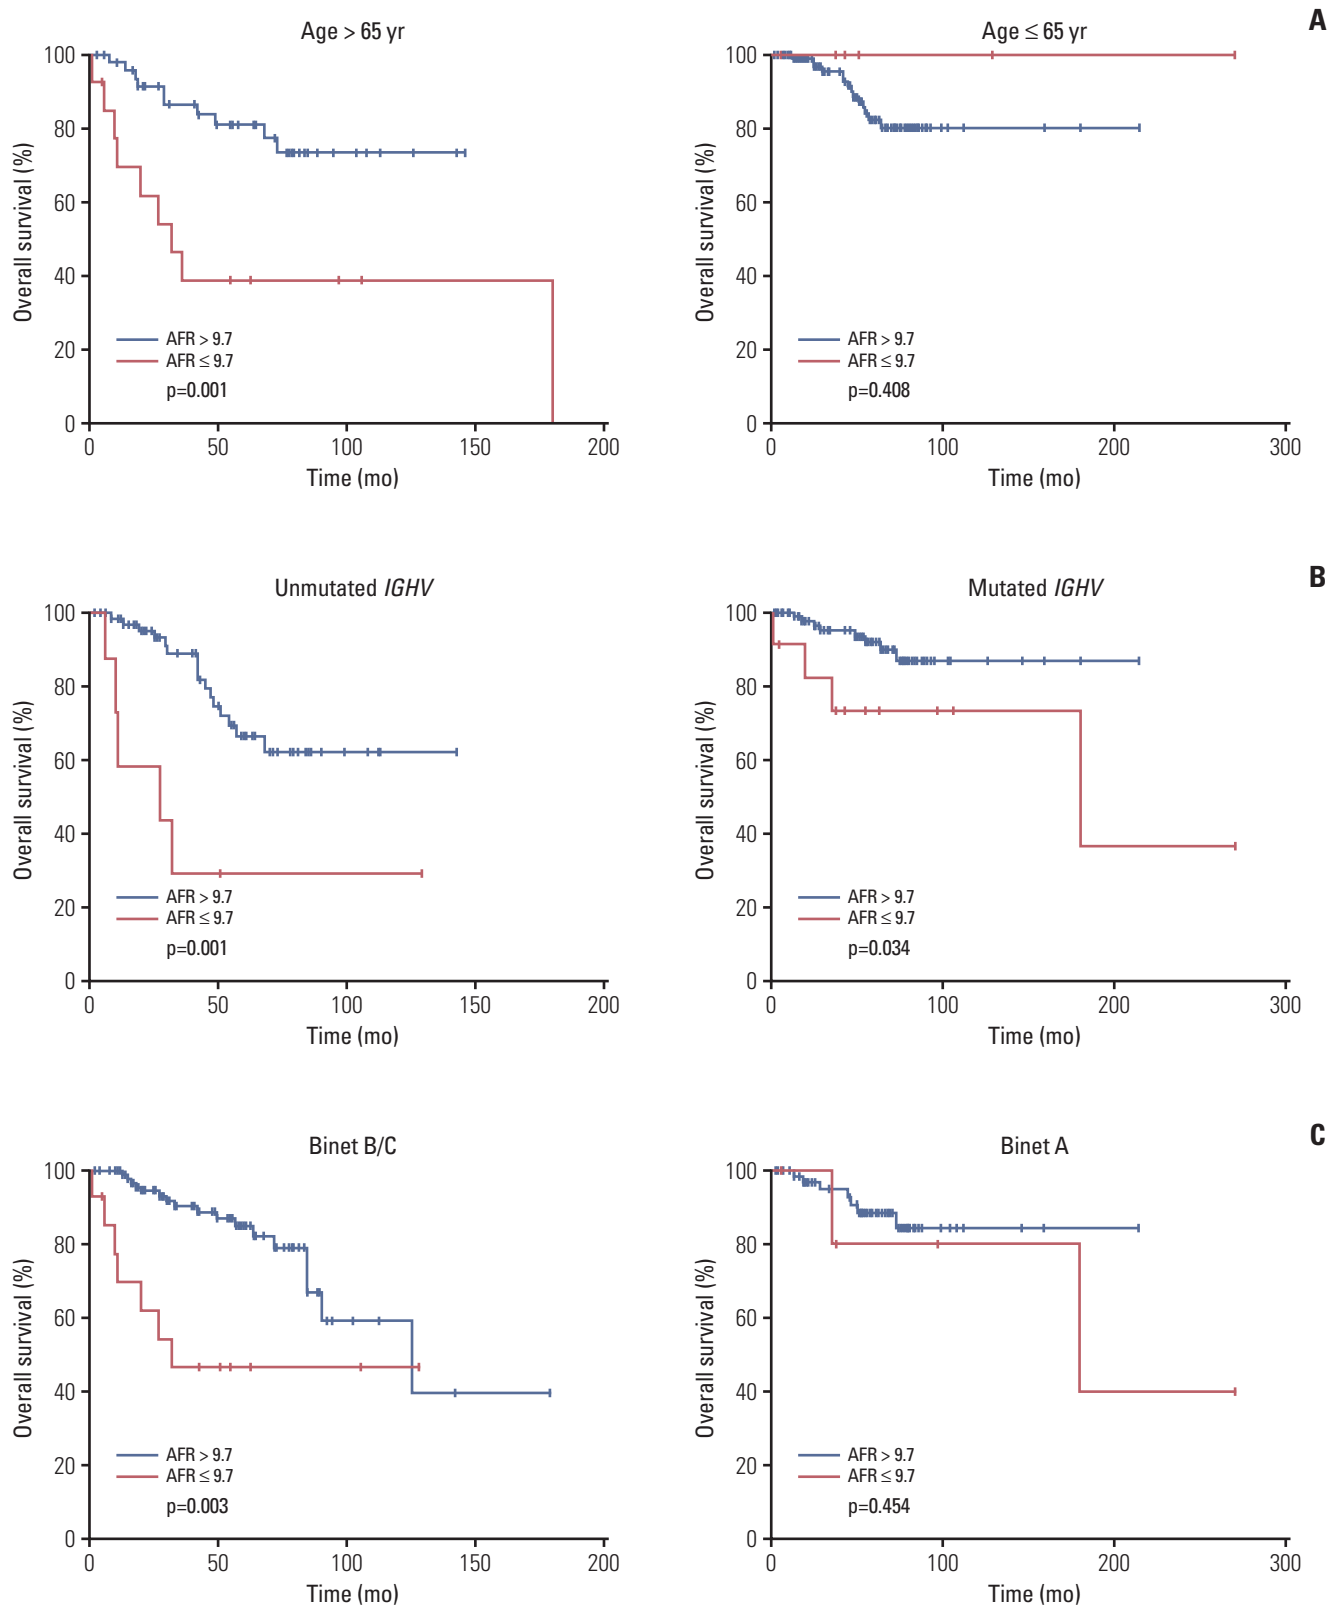 A
Age > 65 yr
Overall survival (%)
100
80
60
40
20
0
AFR > 9.7
AFR ≤ 9.7
p=0.001
0 50 100 150 200
Time (mo)
Age ≤ 65 yr
Overall survival (%)
100
80
60
40
20
0
AFR > 9.7
AFR ≤ 9.7
p=0.408
0 100 200 300
Time (mo)
B
Unmutated IGHV
Overall survival (%)
100
80
60
40
20
0
AFR > 9.7
AFR ≤ 9.7
p=0.001
0 50 100 150 200
Time (mo)
Mutated IGHV
Overall survival (%)
100
80
60
40
20
0
AFR > 9.7
AFR ≤ 9.7
p=0.034
0 100 200 300
Time (mo)
C
Binet B/C
Overall survival (%)
100
80
60
40
20
0
AFR > 9.7
AFR ≤ 9.7
p=0.003
0 50 100 150 200
Time (mo)
Binet A
Overall survival (%)
100
80
60
40
20
0
AFR > 9.7
AFR ≤ 9.7
p=0.454
0 100 200 300
Time (mo)